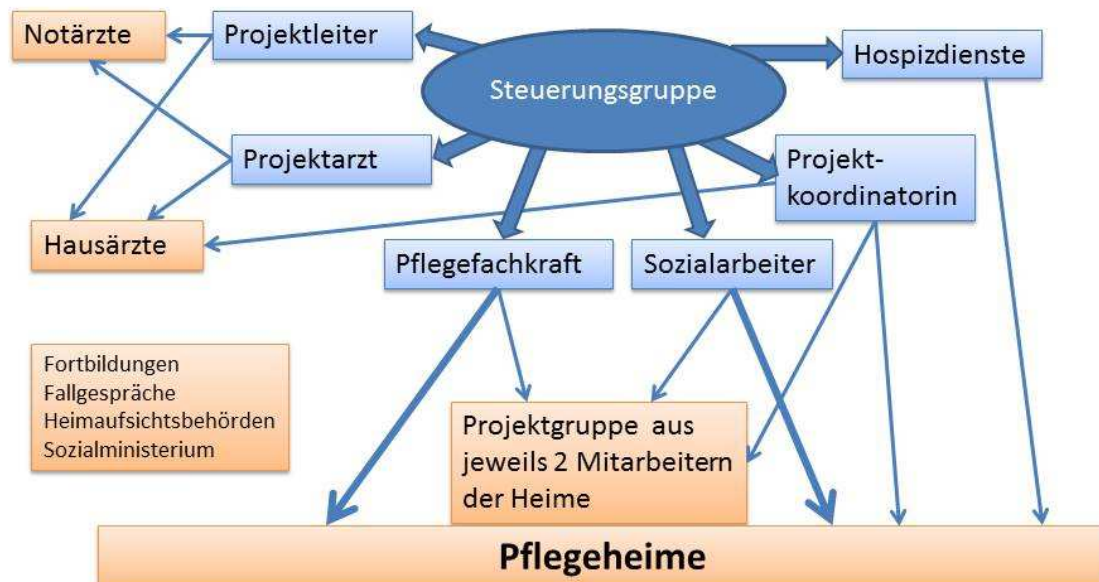 Notärzte
Projektleiter
Hospizdienste
Steuerungsgruppe
Projektarzt
Projekt-
koordinatorin
Hausärzte
Pflegefachkraft
Sozialarbeiter
Fortbildungen
Fallgespräche
Heimaufsichtsbehörden
Sozialministerium
Projektgruppe aus
jeweils 2 Mitarbeitern
der Heime
Pflegeheime